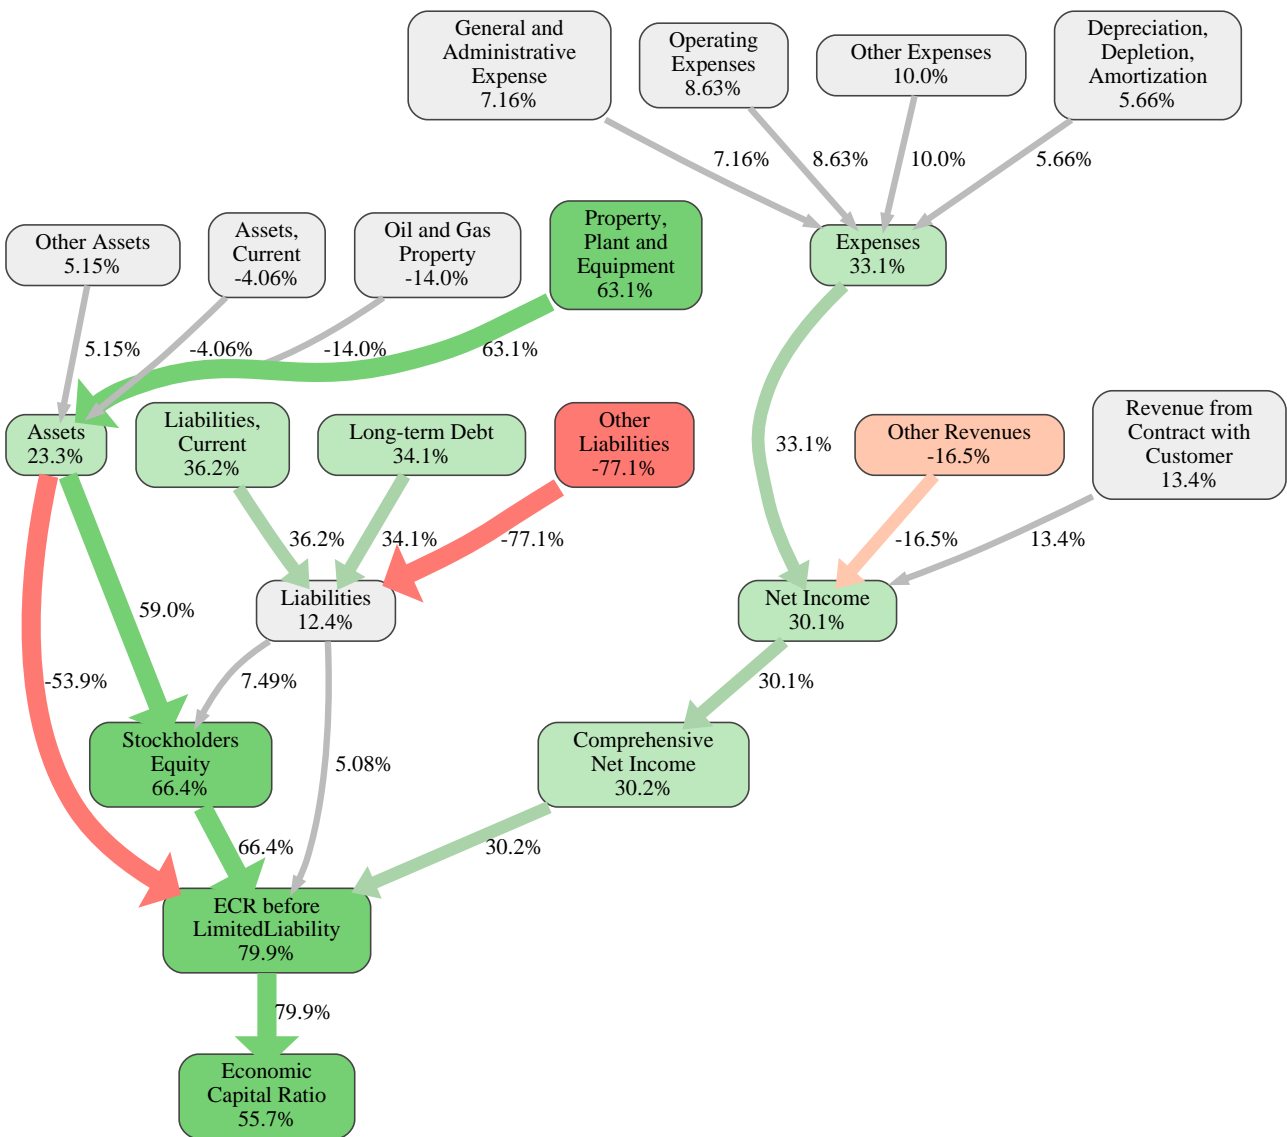 General and
Administrative
Expense
7.16%
Operating
Expenses
8.63%
Other Expenses
10.0%
Depreciation,
Depletion,
Amortization
5.66%
7.16%
8.63%
10.0%
5.66%
Other Assets
5.15%
Assets,
Current
-4.06%
Oil and Gas
Property
-14.0%
Property,
Plant and
Equipment
63.1%
Expenses
33.1%
5.15%
-4.06%
-14.0%
63.1%
Assets
23.3%
Liabilities,
Current
36.2%
Long-term Debt
34.1%
Other
Liabilities
-77.1%
33.1%
Other Revenues
-16.5%
Revenue from
Contract with
Customer
13.4%
36.2%
34.1%
-77.1%
-16.5%
13.4%
59.0%
Liabilities
12.4%
Net Income
30.1%
-53.9%
7.49%
30.1%
Stockholders
Equity
66.4%
5.08%
Comprehensive
Net Income
30.2%
66.4%
30.2%
ECR before
LimitedLiability
79.9%
79.9%
Economic
Capital Ratio
55.7%